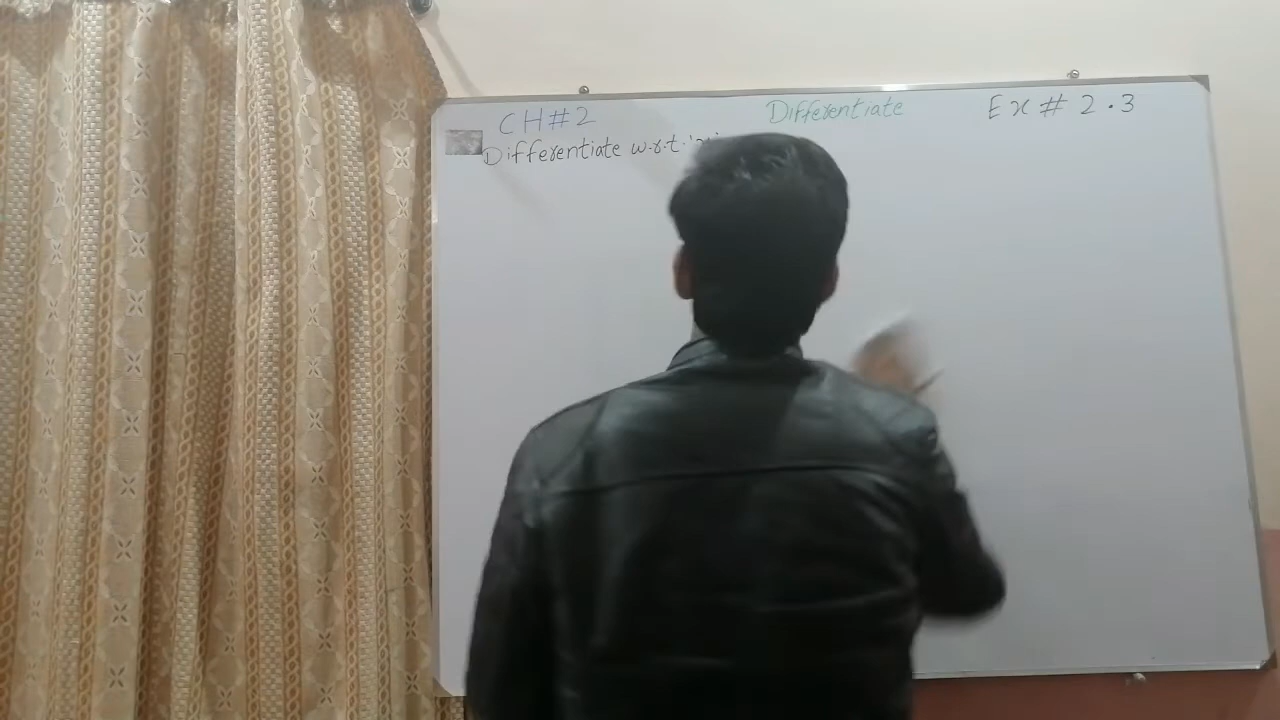 CH#2 Differentiate Ex # 2.3
Differentiate w.r.t.